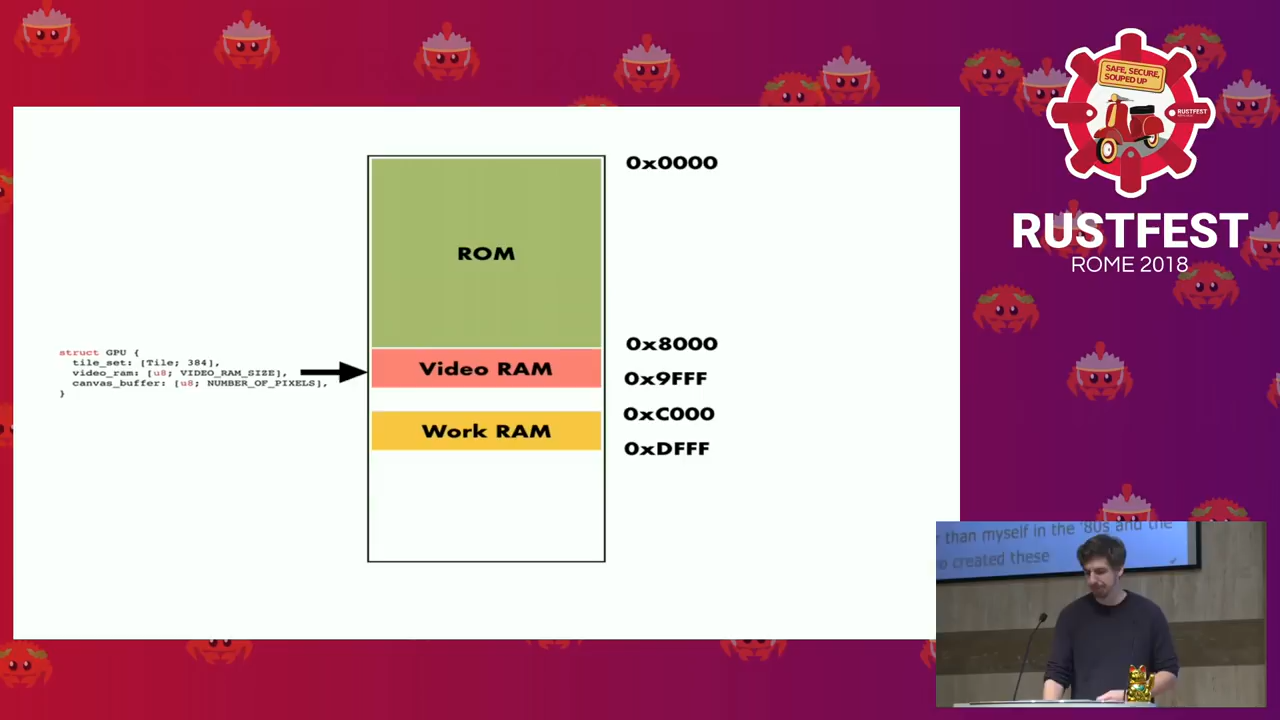 0x0000
ROM
0x8000
Video RAM
0x9FFF
0xC000
Work RAM
0xDFFF
struct GPU {
tile_set: [Tile; 384],
video_ram: [u8; VIDEO_RAM_SIZE],
canvas_buffer: [u8; NUMBER_OF_PIXELS],
}
SAFE, SECURE,
SOUPED UP
RUSTFEST
RUSTFEST
ROME 2018
than myself in the '80s and the
created these